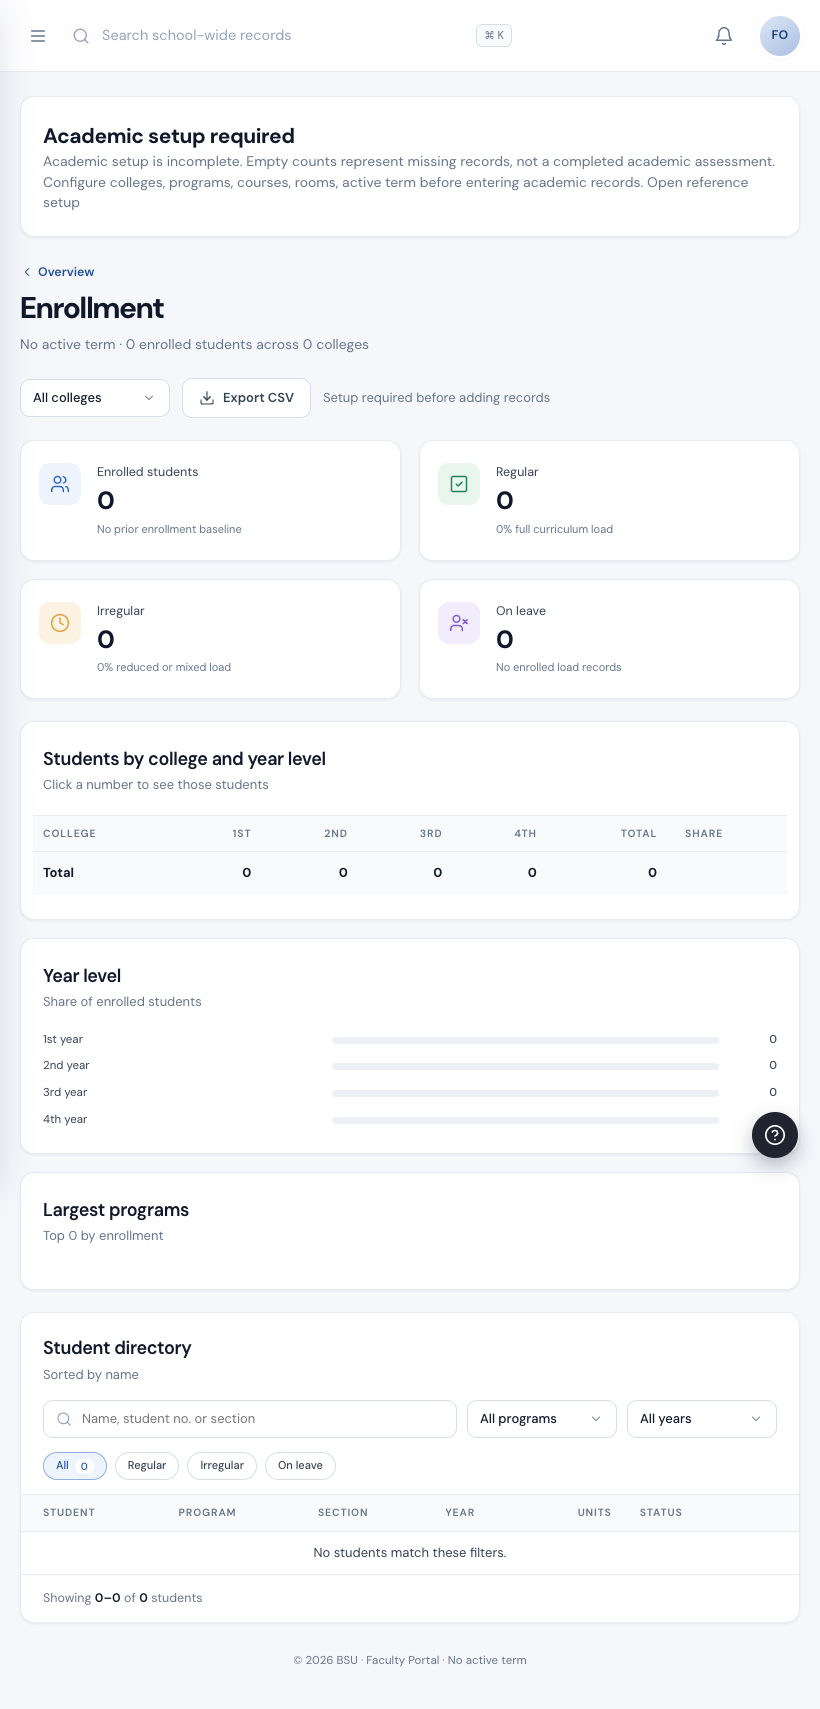 Search school-wide records ⌘ K FO
Academic setup required
Academic setup is incomplete. Empty counts represent missing records, not a completed academic assessment.
Configure colleges, programs, courses, rooms, active term before entering academic records. Open reference
setup
Overview
Enrollment
No active term · 0 enrolled students across 0 colleges
All colleges Export CSV Setup required before adding records
Enrolled students
0
No prior enrollment baseline
Regular
0
0% full curriculum load
Irregular
0
0% reduced or mixed load
On leave
0
No enrolled load records
Students by college and year level
Click a number to see those students
COLLEGE 1ST 2ND 3RD 4TH TOTAL SHARE
Total 0 0 0 0 0
Year level
Share of enrolled students
1st year 0
2nd year 0
3rd year 0
4th year
Largest programs
Top 0 by enrollment
Student directory
Sorted by name
Name, student no. or section All programs All years
All 0 Regular Irregular On leave
STUDENT PROGRAM SECTION YEAR UNITS STATUS
No students match these filters.
Showing 0–0 of 0 students
© 2026 BSU · Faculty Portal · No active term